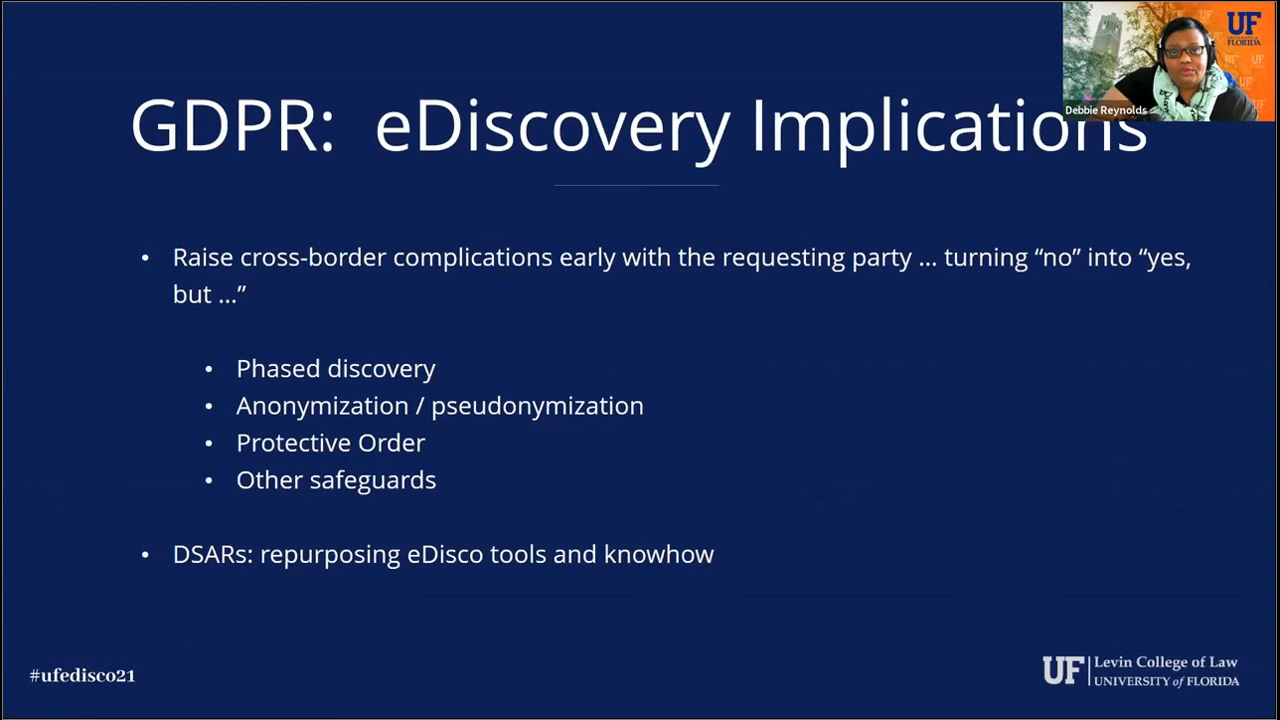 GDPR:  eDiscovery Implications
UF
FLORIDA
Debbie Reynolds
• Raise cross-border complications early with the requesting party ... turning “no” into “yes,
but ...”
• Phased discovery
• Anonymization / pseudonymization
• Protective Order
• Other safeguards
• DSARs: repurposing eDisco tools and knowhow
#ufedisco21
UF Levin College of Law
UNIVERSITY of FLORIDA